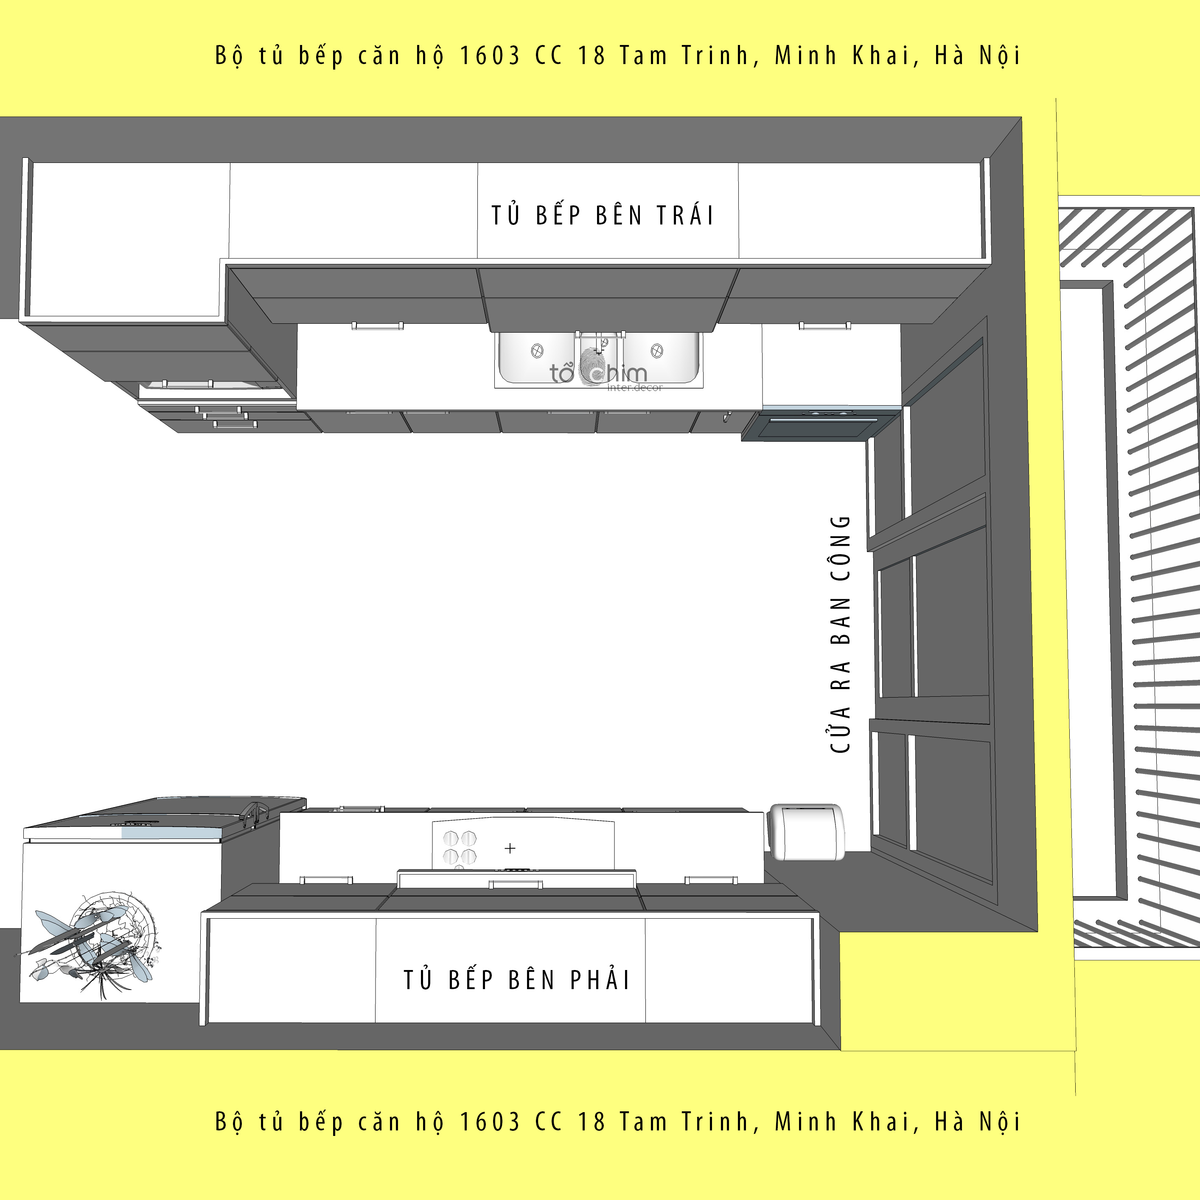 Bộ tủ bếp căn hộ 1603 CC 18 Tam Trinh, Minh Khai, Hà Nội
TỦ BẾP BÊN TRÁI
tổ chim
inter.decor
CỬA RA BAN CÔNG
TỦ BẾP BÊN PHẢI
Bộ tủ bếp căn hộ 1603 CC 18 Tam Trinh, Minh Khai, Hà Nội